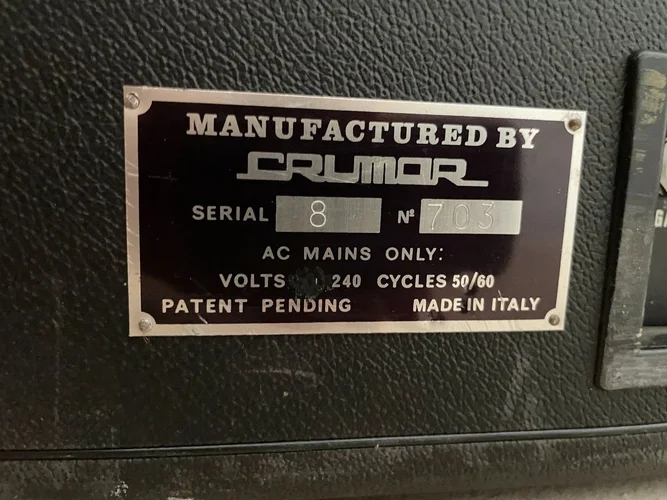 MANUFACTURED BY
CRUMAR
SERIAL 8 Nº 703
AC MAINS ONLY:
VOLTS 240 CYCLES 50/60
PATENT PENDING MADE IN ITALY